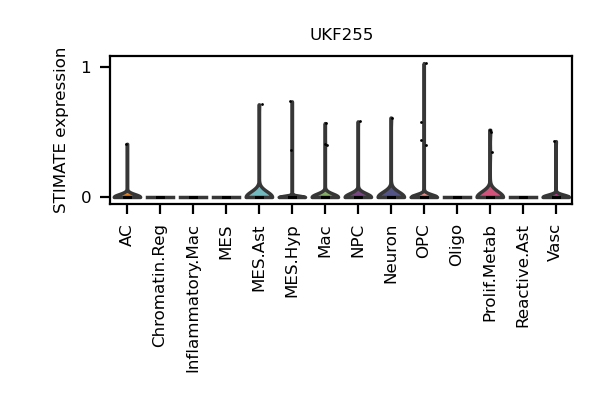 UKF255
STIMATE expression
1
0
AC
Chromatin.Reg
Inflammatory.Mac
MES
MES.Ast
MES.Hyp
Mac
NPC
Neuron
OPC
Oligo
Prolif.Metab
Reactive.Ast
Vasc